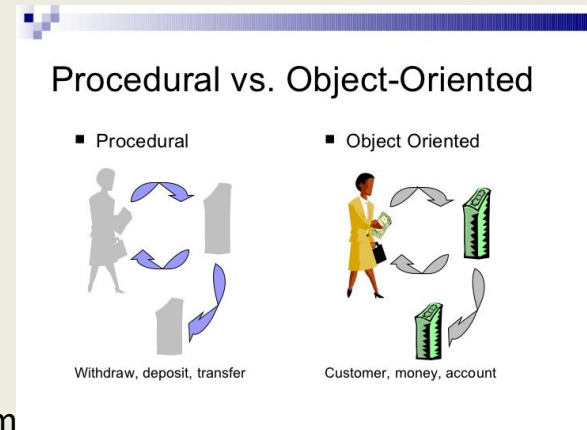 Procedural vs. Object-Oriented
■ Procedural
■ Object Oriented
Withdraw, deposit, transfer
Customer, money, account
m